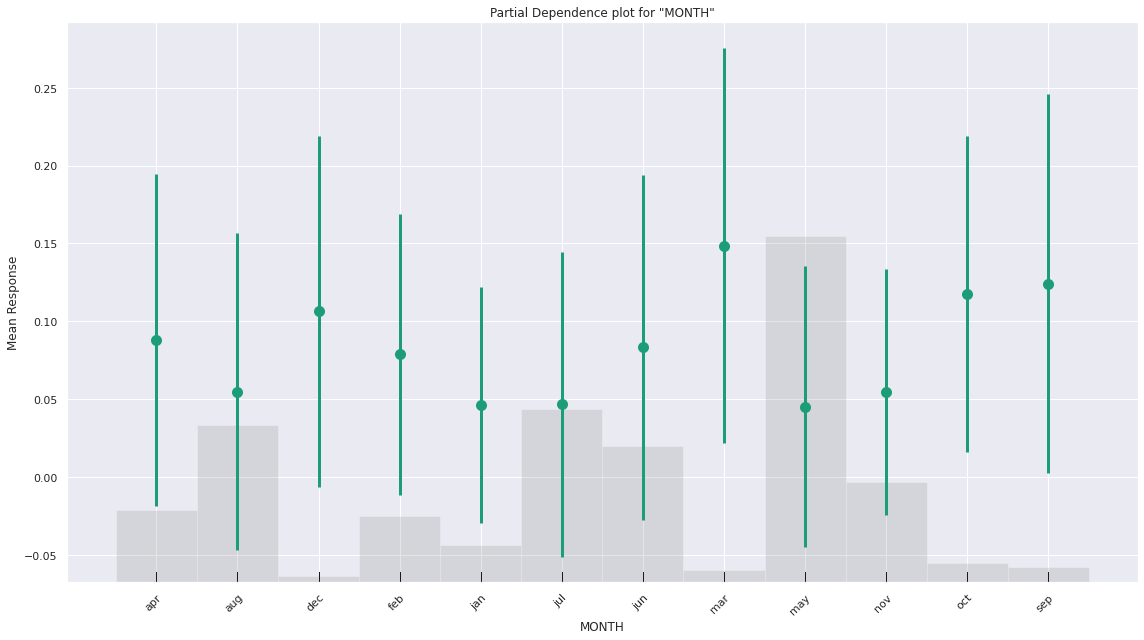 Partial Dependence plot for "MONTH"
Mean Response
0.25
0.20
0.15
0.10
0.05
0.00
−0.05
apr
aug
dec
feb
jan
jul
jun
mar
may
nov
oct
sep
MONTH